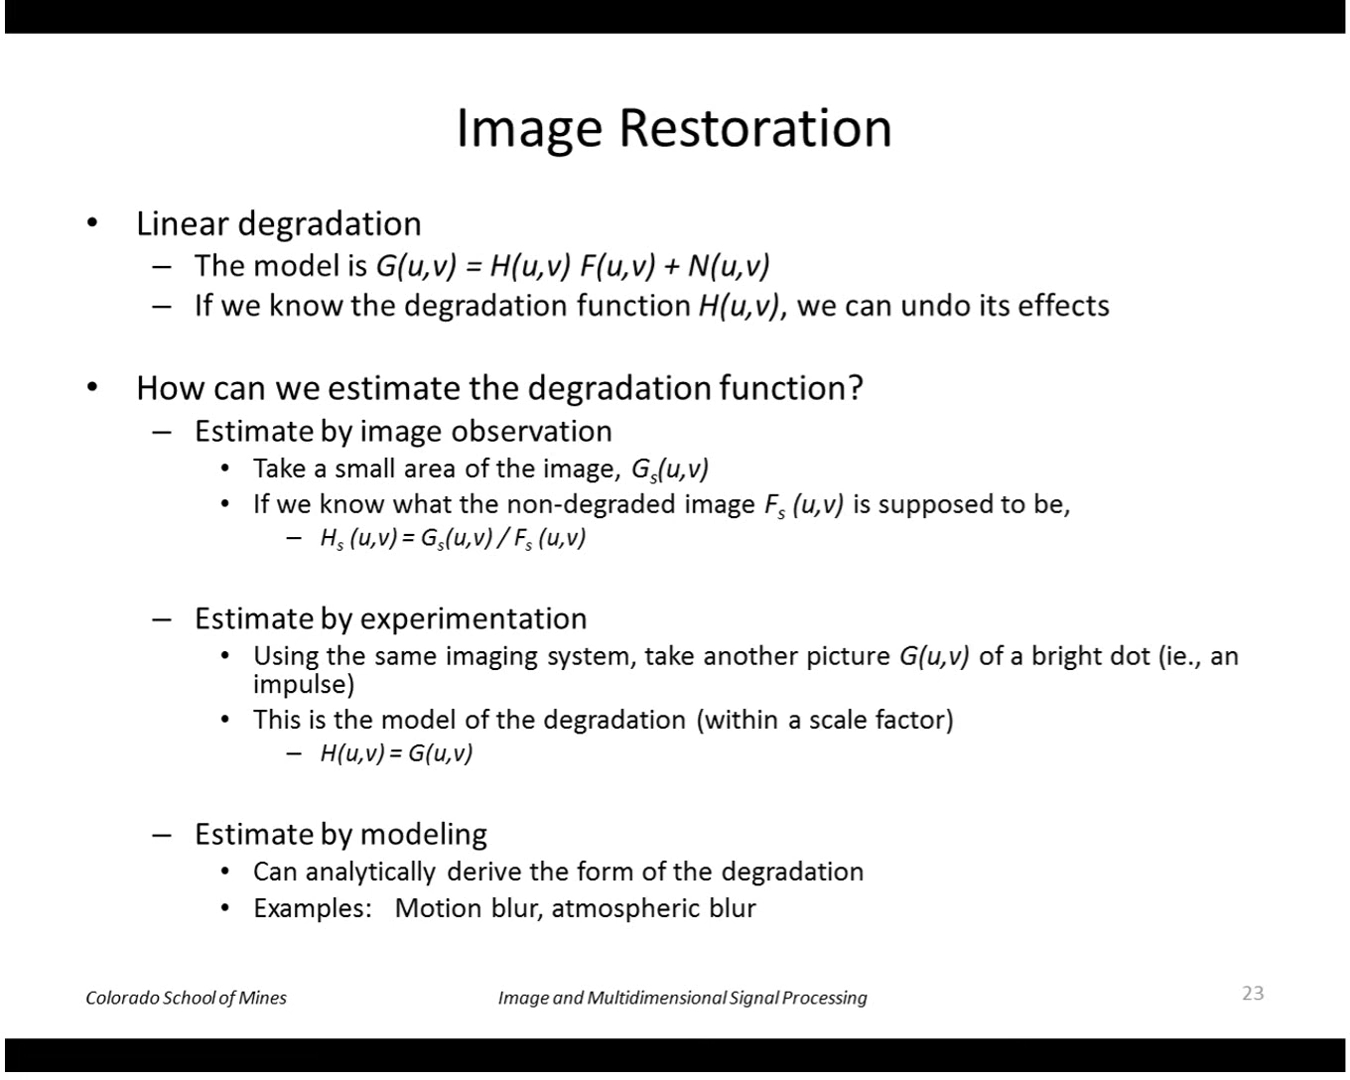 Image Restoration
• Linear degradation
– The model is G(u,v) = H(u,v) F(u,v) + N(u,v)
– If we know the degradation function H(u,v), we can undo its effects
• How can we estimate the degradation function?
– Estimate by image observation
• Take a small area of the image, Gs(u,v)
• If we know what the non-degraded image Fs (u,v) is supposed to be,
– Hs (u,v) = Gs(u,v) / Fs (u,v)
– Estimate by experimentation
• Using the same imaging system, take another picture G(u,v) of a bright dot (ie., an
impulse)
• This is the model of the degradation (within a scale factor)
– H(u,v) = G(u,v)
– Estimate by modeling
• Can analytically derive the form of the degradation
• Examples: Motion blur, atmospheric blur
Colorado School of Mines Image and Multidimensional Signal Processing 23